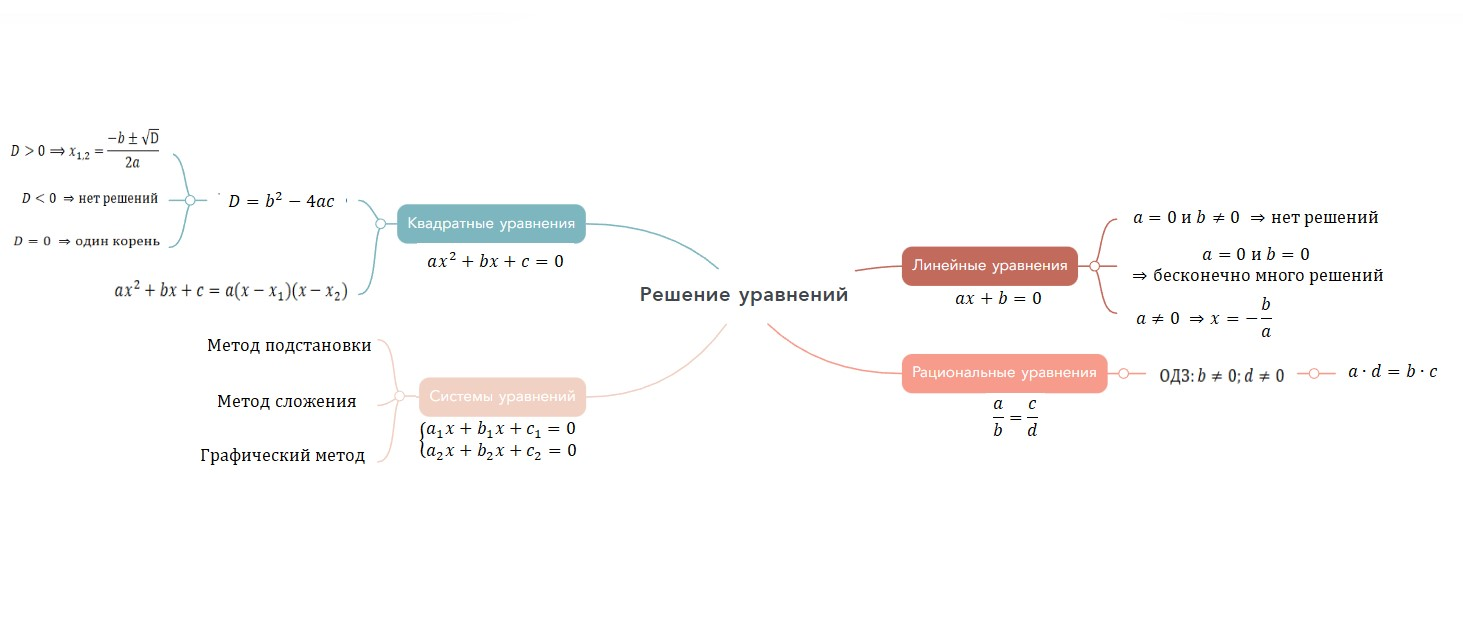 Решение уравнений
Квадратные уравнения
ax² + bx + c = 0
D = b² − 4ac
D > 0 ⟹ x₁,₂ = (−b ± √D)/2a
D < 0 ⇒ нет решений
D = 0 ⇒ один корень
ax² + bx + c = a(x − x₁)(x − x₂)
Системы уравнений
{a₁x + b₁x + c₁ = 0
{a₂x + b₂x + c₂ = 0
Метод подстановки
Метод сложения
Графический метод
Линейные уравнения
ax + b = 0
a = 0 и b ≠ 0 ⇒ нет решений
a = 0 и b = 0
⇒ бесконечно много решений
a ≠ 0 ⇒ x = −b/a
Рациональные уравнения
a/b = c/d
ОДЗ: b ≠ 0; d ≠ 0
a · d = b · c